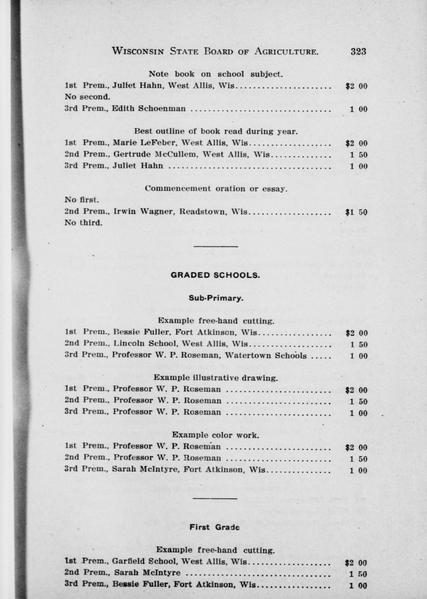 WISCONSIN STATE BOARD OF AGRICULTURE. 323
Note book on school subject.
1st Prem., Juliet Hahn, West Allis, Wis...................... $2 00
No second.
3rd Prem., Edith Schoenman ................................ 1 00
Best outline of book read during year.
1st Prem., Marie LeFeber, West Allis, Wis................... $2 00
2nd Prem., Gertrude McCullem, West Allis, Wis.............. 1 50
3rd Prem., Juliet Hahn ..................................... 1 00
Commencement oration or essay.
No first.
2nd Prem., Irwin Wagner, Readstown, Wis................... $1 50
No third.
GRADED SCHOOLS.
Sub-Primary.
Example free-hand cutting.
1st Prem., Bessie Fuller, Fort Atkinson, Wis................. $2 00
2nd Prem., Lincoln School, West Allis, Wis................... 1 50
3rd Prem., Professor W. P. Roseman, Watertown Schools ..... 1 00
Example illustrative drawing.
1st Prem., Professor W. P. Roseman ........................ $2 00
2nd Prem., Professor W. P. Roseman ........................ 1 50
3rd Prem., Professor W. P. Roseman ........................ 1 00
Example color work.
1st Prem., Professor W. P. Roseman ........................ $2 00
2nd Prem., Professor W. P. Roseman ........................ 1 50
3rd Prem., Sarah McIntyre, Fort Atkinson, Wis............... 1 00
First Grade
Example free-hand cutting.
1st Prem., Garfield School, West Allis, Wis................... $2 00
2nd Prem., Sarah McIntyre ................................. 1 50
3rd Prem., Bessie Fuller, Fort Atkinson, Wis................. 1 00